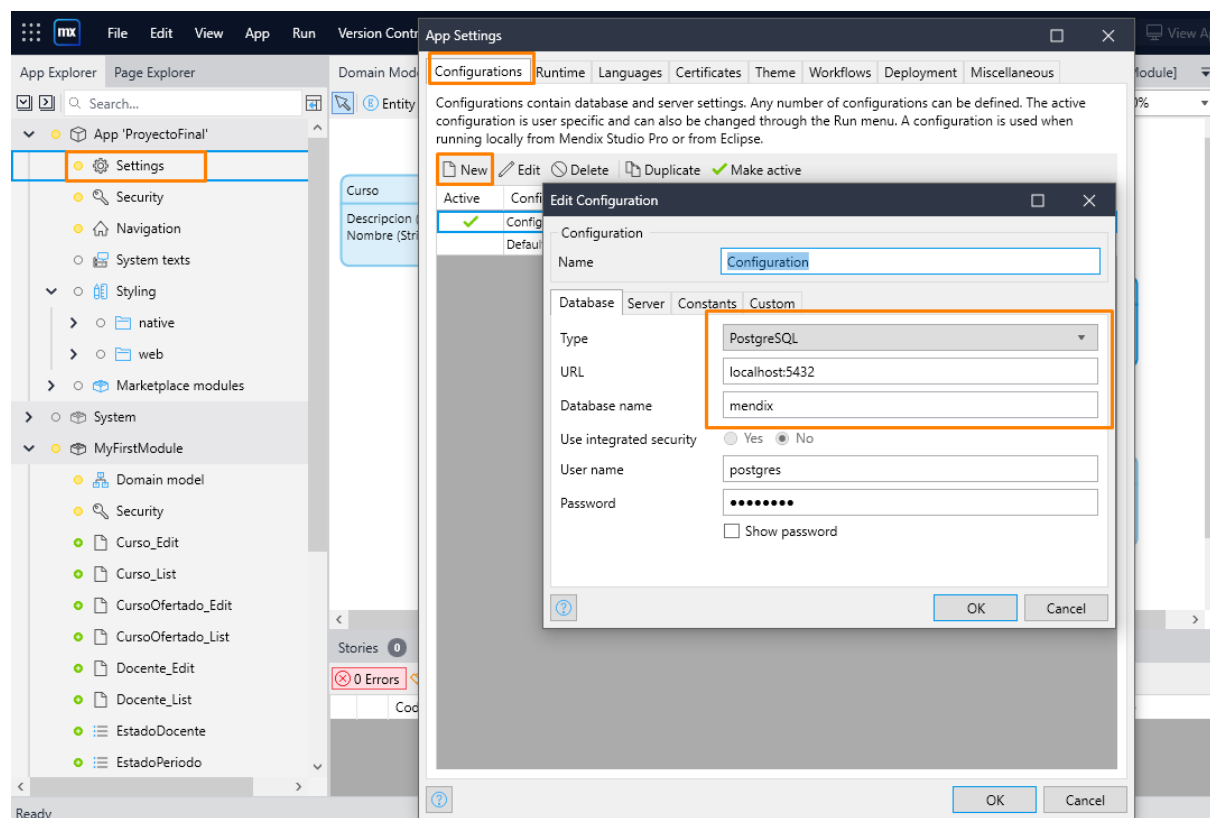 mx File Edit View App Run Version Contr
View A
App Explorer Page Explorer
Search...
App 'ProyectoFinal'
Settings
Security
Navigation
System texts
Styling
native
web
Marketplace modules
System
MyFirstModule
Domain model
Security
Curso_Edit
Curso_List
CursoOfertado_Edit
CursoOfertado_List
Docente_Edit
Docente_List
EstadoDocente
EstadoPeriodo
Ready
Domain Mod
Module]
Entity
0%
Curso
Descripcion (
Nombre (Stri
Stories 0
0 Errors
Cod
App Settings
Configurations Runtime Languages Certificates Theme Workflows Deployment Miscellaneous
Configurations contain database and server settings. Any number of configurations can be defined. The active
configuration is user specific and can also be changed through the Run menu. A configuration is used when
running locally from Mendix Studio Pro or from Eclipse.
New Edit Delete Duplicate Make active
Active Confi
Config
Defaul
Edit Configuration
Configuration
Name Configuration
Database Server Constants Custom
Type PostgreSQL
URL localhost:5432
Database name mendix
Use integrated security Yes No
User name postgres
Password ••••••••
Show password
OK Cancel
OK Cancel